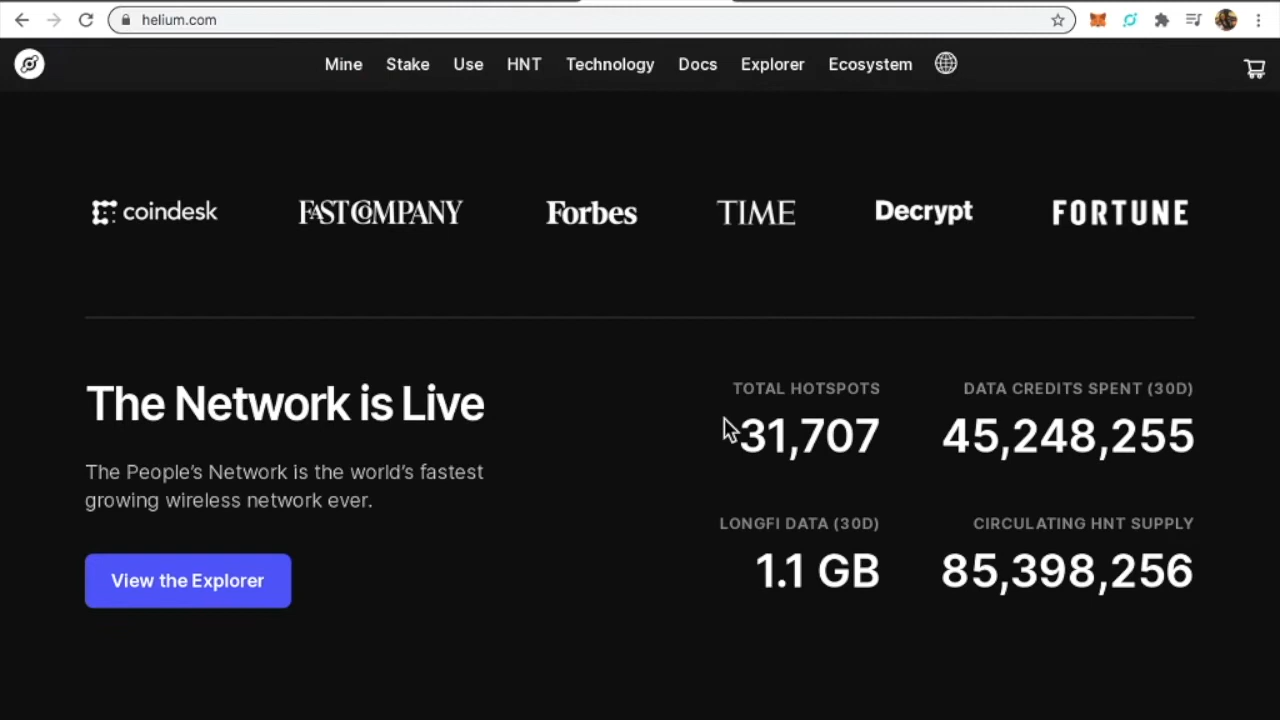 helium.com
Mine Stake Use HNT Technology Docs Explorer Ecosystem
coindesk FAST COMPANY Forbes TIME Decrypt FORTUNE
The Network is Live
The People's Network is the world's fastest
growing wireless network ever.
View the Explorer
TOTAL HOTSPOTS
31,707
DATA CREDITS SPENT (30D)
45,248,255
LONGFI DATA (30D)
1.1 GB
CIRCULATING HNT SUPPLY
85,398,256